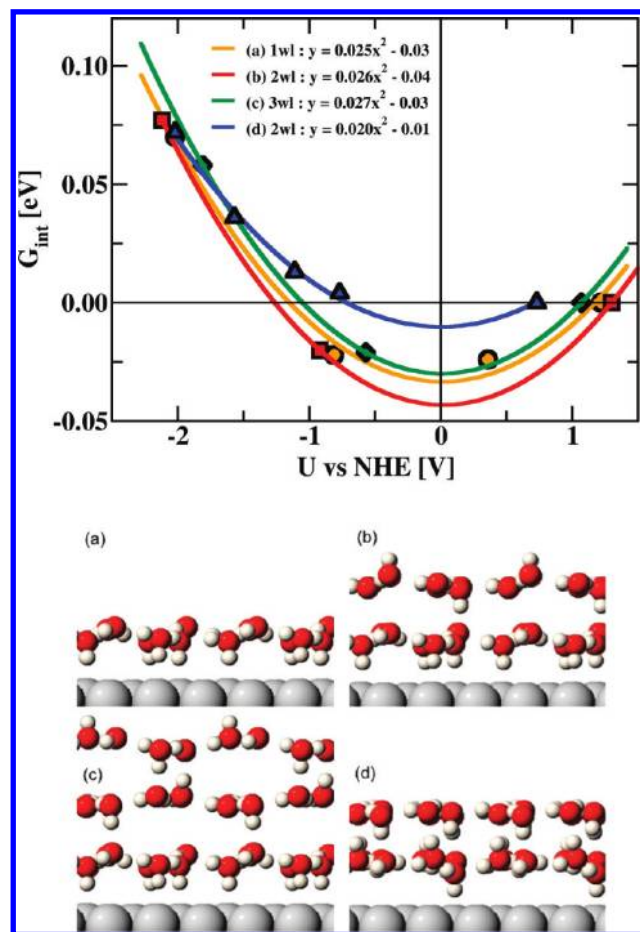 (a) 1wl : y = 0.025x² - 0.03
(b) 2wl : y = 0.026x² - 0.04
(c) 3wl : y = 0.027x² - 0.03
(d) 2wl : y = 0.020x² - 0.01
0.10
0.05
0.00
-0.05
G_int [eV]
-2 -1 0 1
U vs NHE [V]
(a)
(b)
(c)
(d)